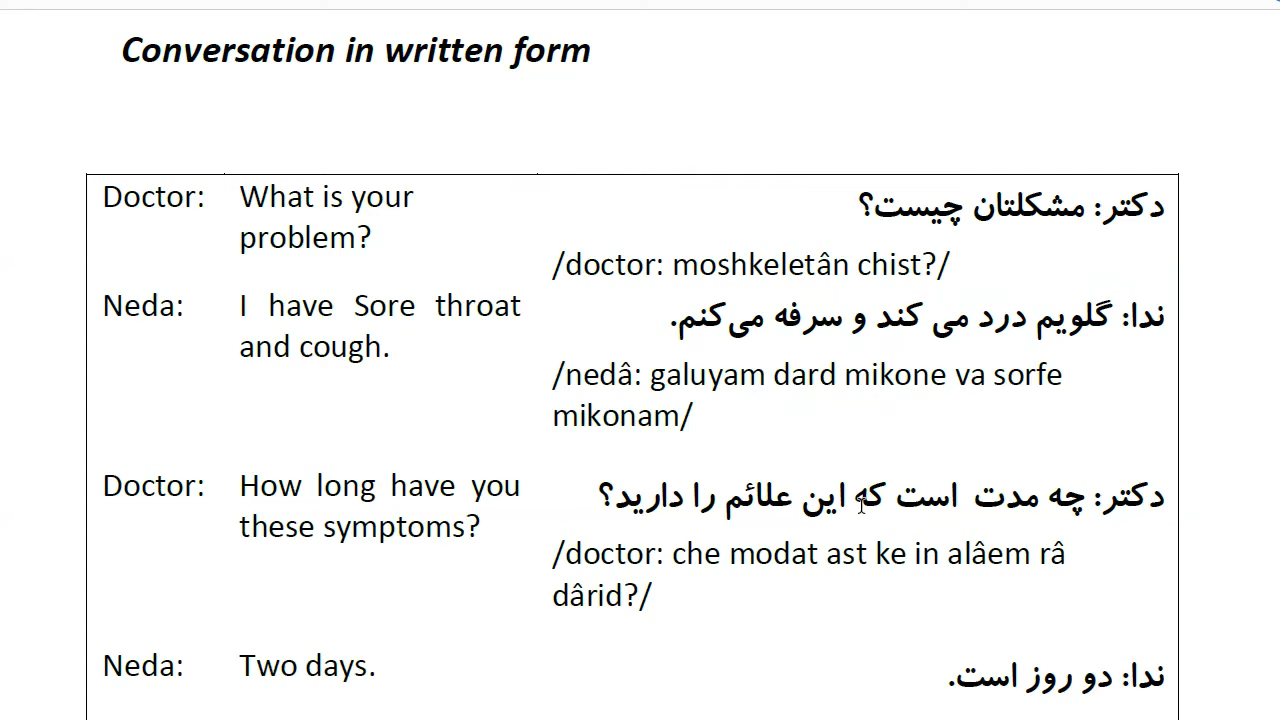 Conversation in written form
Doctor: What is your
problem?
دکتر: مشکلتان چیست؟
/doctor: moshkeletân chist?/
Neda: I have Sore throat
and cough.
ندا: گلویم درد می کند و سرفه می‌کنم.
/nedâ: galuyam dard mikone va sorfe
mikonam/
Doctor: How long have you
these symptoms?
دکتر: چه مدت است که این علائم را دارید؟
/doctor: che modat ast ke in alâem râ
dârid?/
Neda: Two days.
ندا: دو روز است.